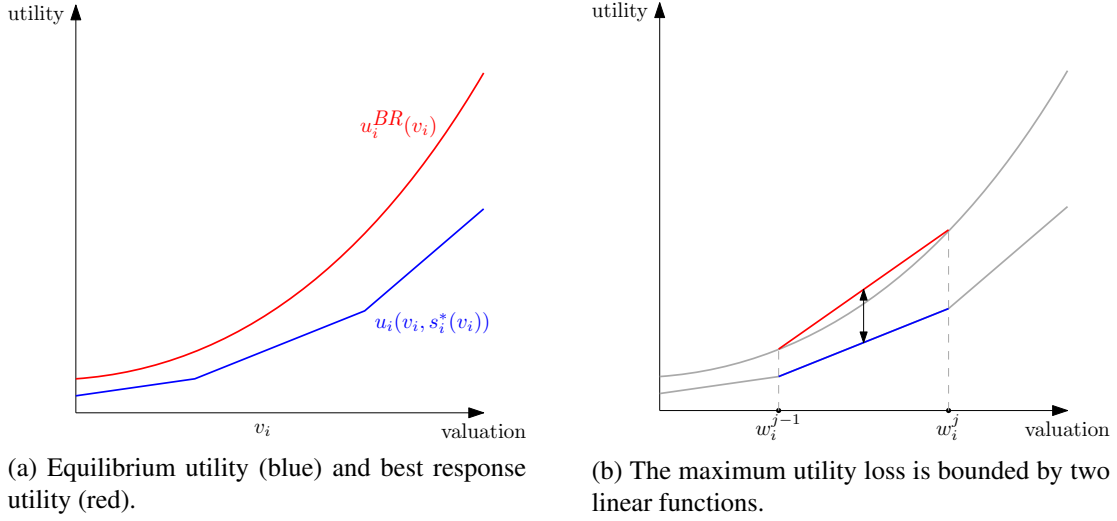 utility
u_i^{BR}(v_i)
u_i(v_i, s_i^*(v_i))
v_i
valuation
(a) Equilibrium utility (blue) and best response
utility (red).
utility
w_i^{j-1}
w_i^j
valuation
(b) The maximum utility loss is bounded by two
linear functions.